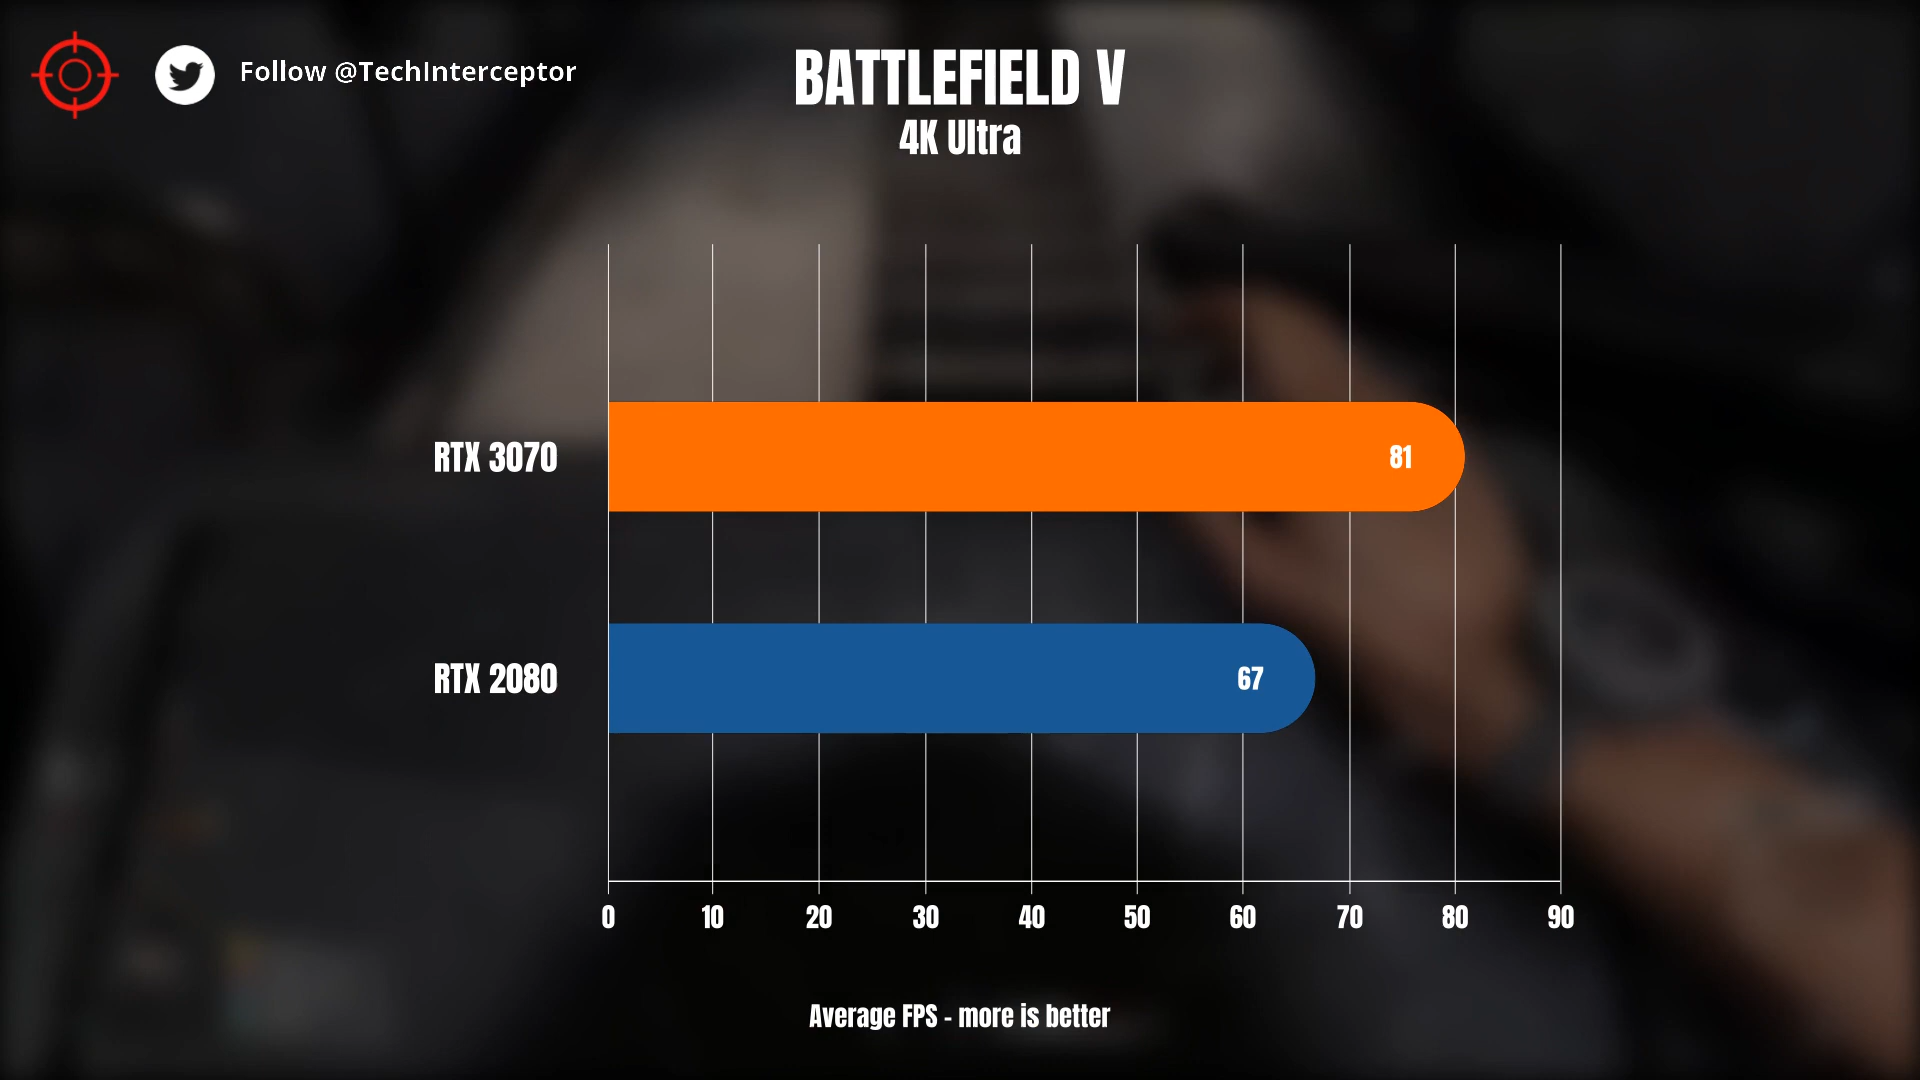 Follow @TechInterceptor
BATTLEFIELD V
4K Ultra
RTX 3070
81
RTX 2080
67
0 10 20 30 40 50 60 70 80 90
Average FPS - more is better